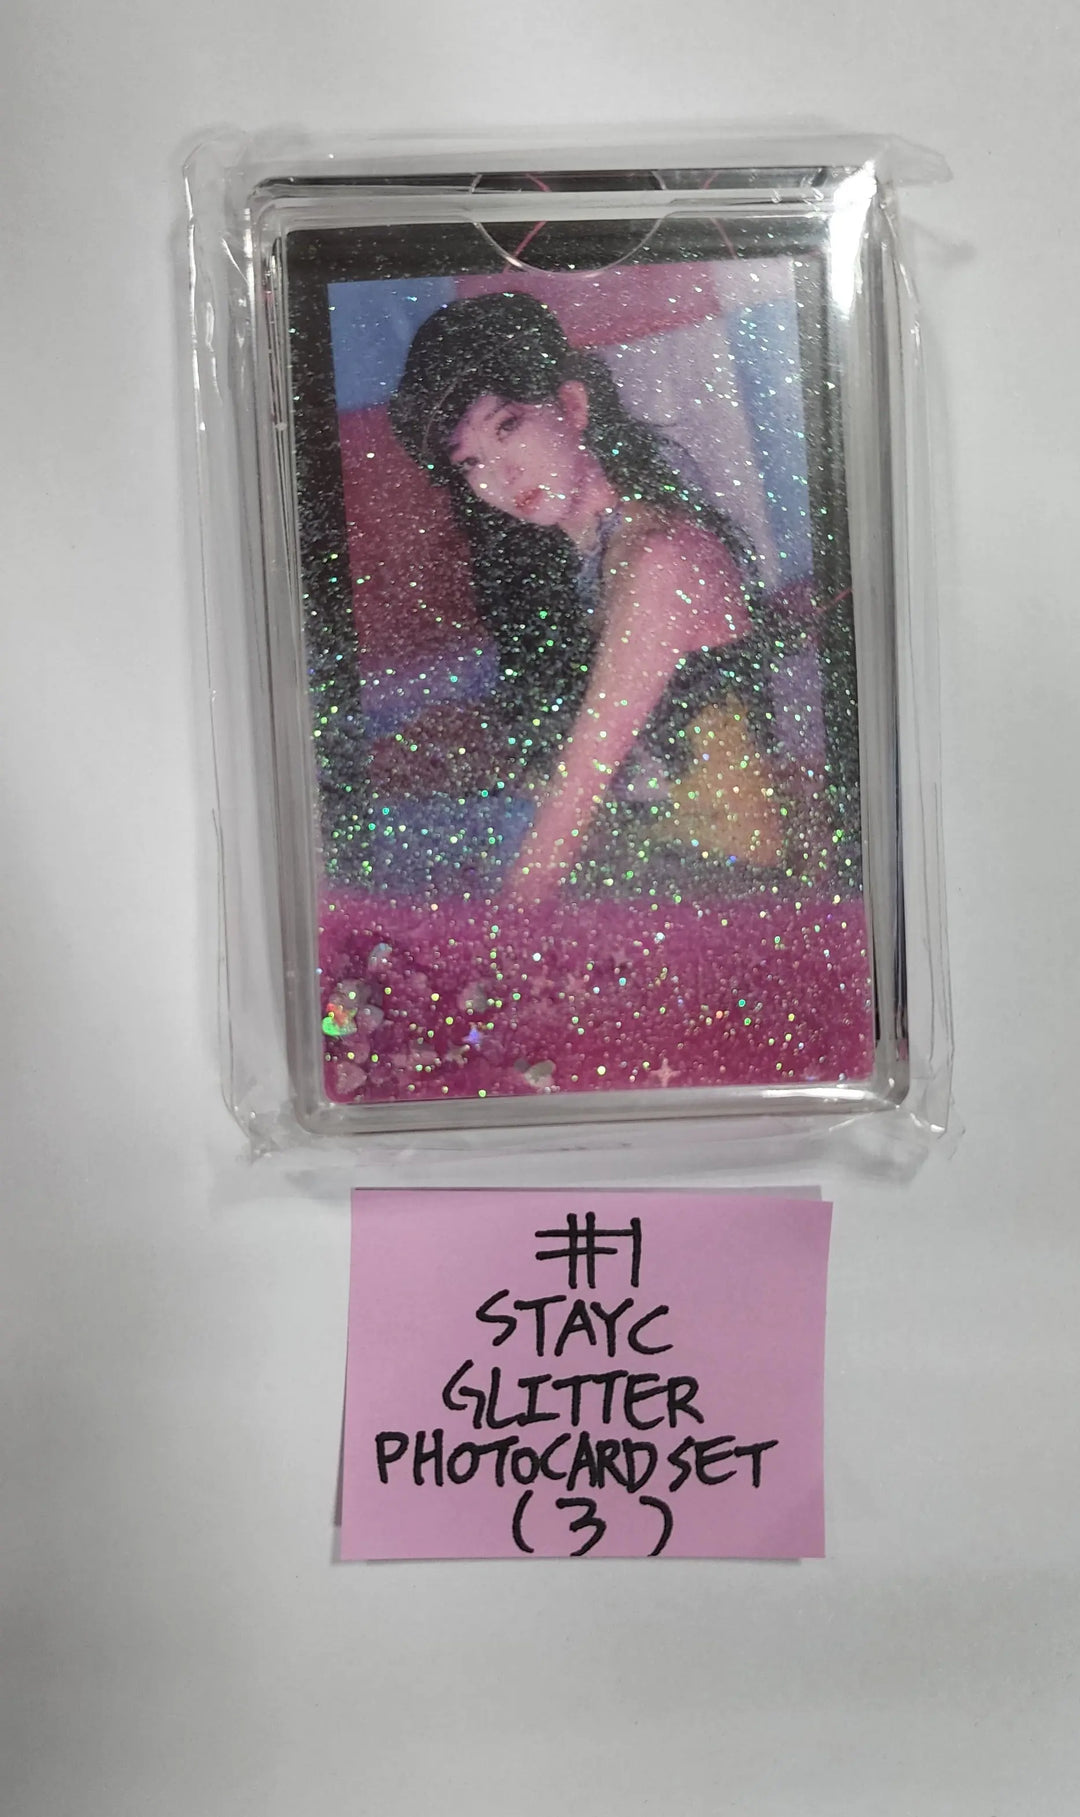 #1
STAYC
GLITTER
PHOTOCARD SET
(3)